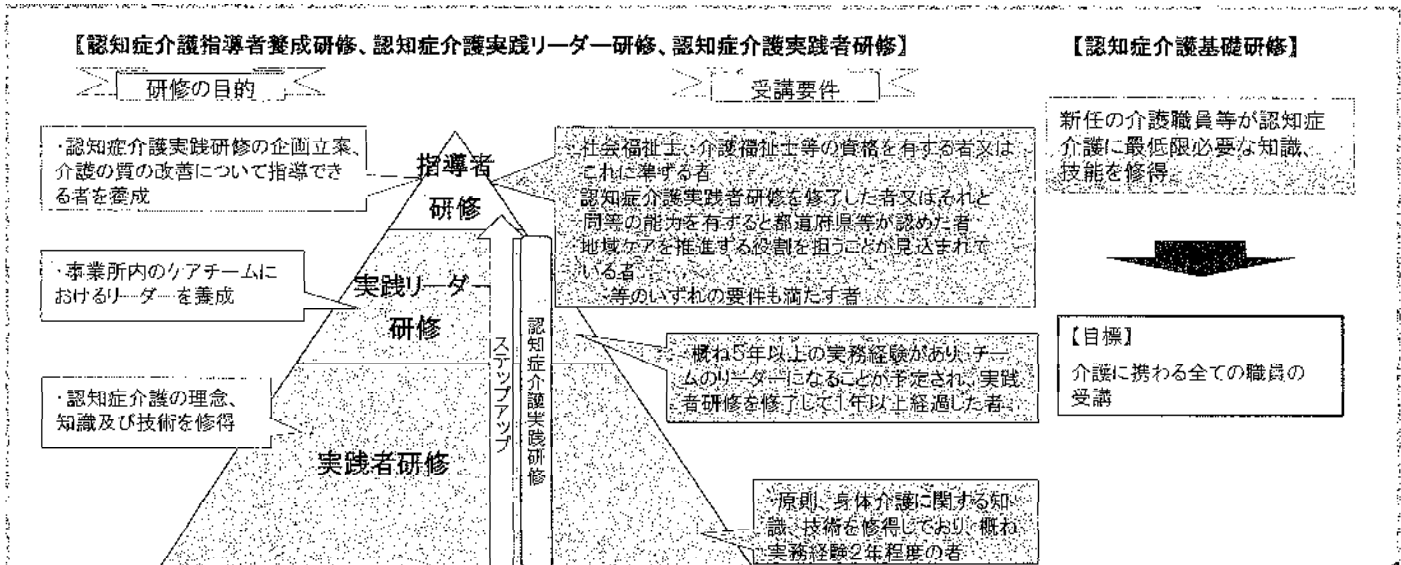 【認知症介護指導者養成研修、認知症介護実践リーダー研修、認知症介護実践者研修】
研修の目的
受講要件
・認知症介護実践研修の企画立案、
介護の質の改善について指導でき
る者を養成
指導者
研修
・社会福祉士、介護福祉士等の資格を有する者又は
これに準ずる者
・認知症介護実践者研修を修了した者又はそれと
同等の能力を有すると都道府県等が認めた者
・地域ケアを推進する役割を担うことが見込まれて
いる者
等のいずれの要件も満たす者
・事業所内のケアチームに
おけるリーダーを養成
実践リーダー
研修
・概ね5年以上の実務経験があり、チー
ムのリーダーになることが予定され、実践
者研修を修了して1年以上経過した者
・認知症介護の理念、
知識及び技術を修得
実践者研修
ステップアップ
認知症介護実践研修
・原則、身体介護に関する知
識、技術を修得しており、概ね
実務経験2年程度の者
【認知症介護基礎研修】
新任の介護職員等が認知症
介護に最低限必要な知識、
技能を修得
【目標】
介護に携わる全ての職員の
受講